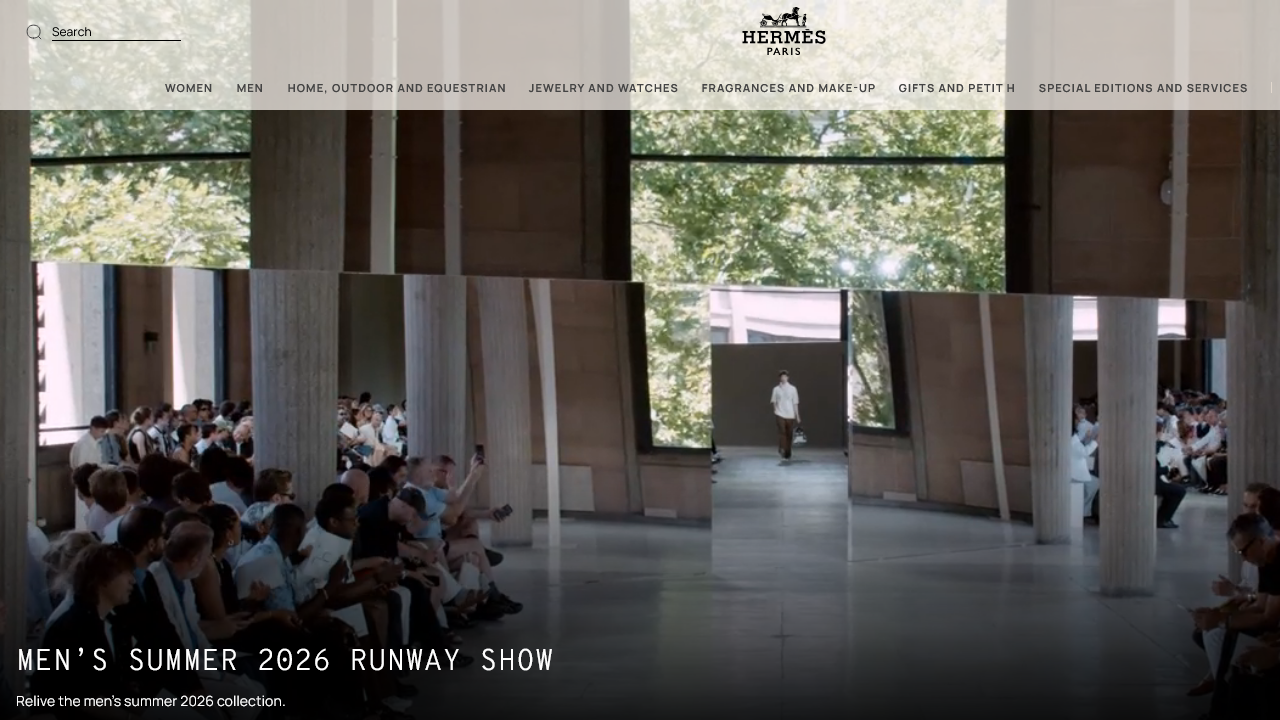 Search
HERMÈS
PARIS
WOMEN MEN HOME, OUTDOOR AND EQUESTRIAN JEWELRY AND WATCHES FRAGRANCES AND MAKE-UP GIFTS AND PETIT H SPECIAL EDITIONS AND SERVICES
MEN'S SUMMER 2026 RUNWAY SHOW
Relive the men's summer 2026 collection.